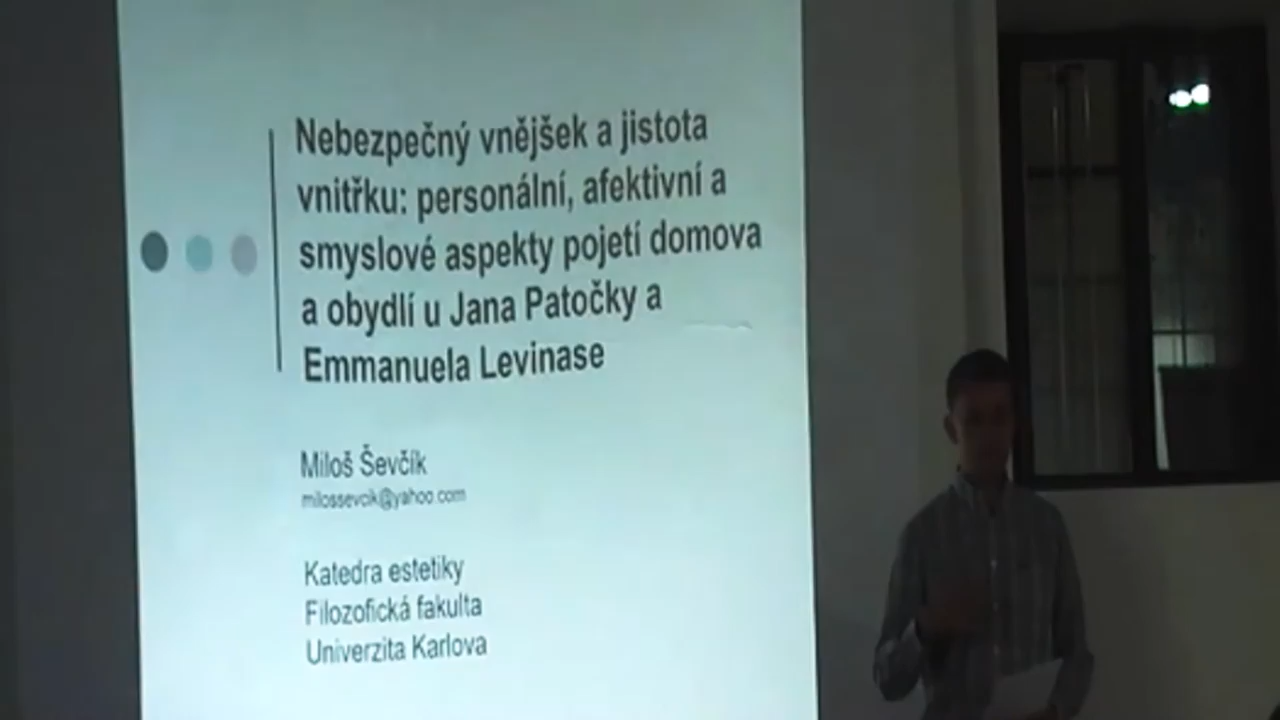 Nebezpečný vnějšek a jistota
vnitřku: personální, afektivní a
smyslové aspekty pojetí domova
a obydlí u Jana Patočky a
Emmanuela Levinase
Miloš Ševčík
milossevcik@yahoo.com
Katedra estetiky
Filozofická fakulta
Univerzita Karlova